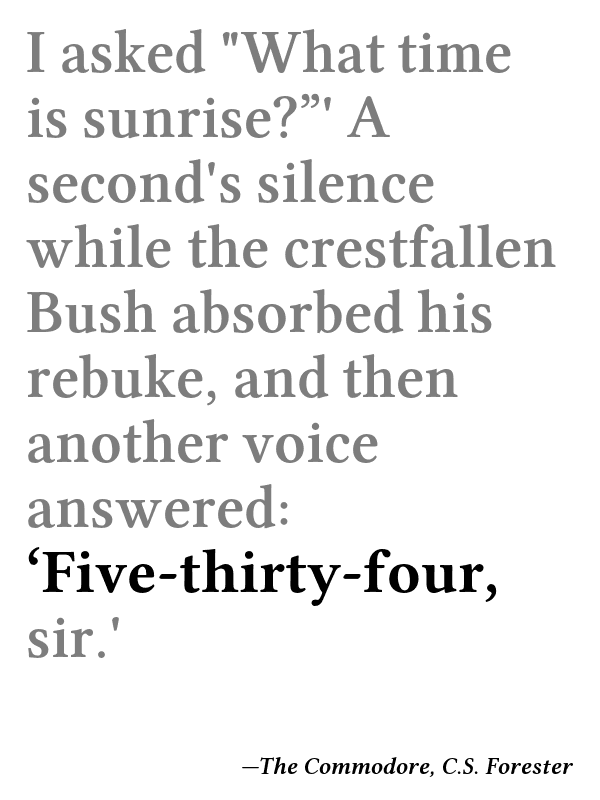 I asked "What time
is sunrise?”' A
second's silence
while the crestfallen
Bush absorbed his
rebuke, and then
another voice
answered:
‘Five-thirty-four,
sir.'
—The Commodore, C.S. Forester